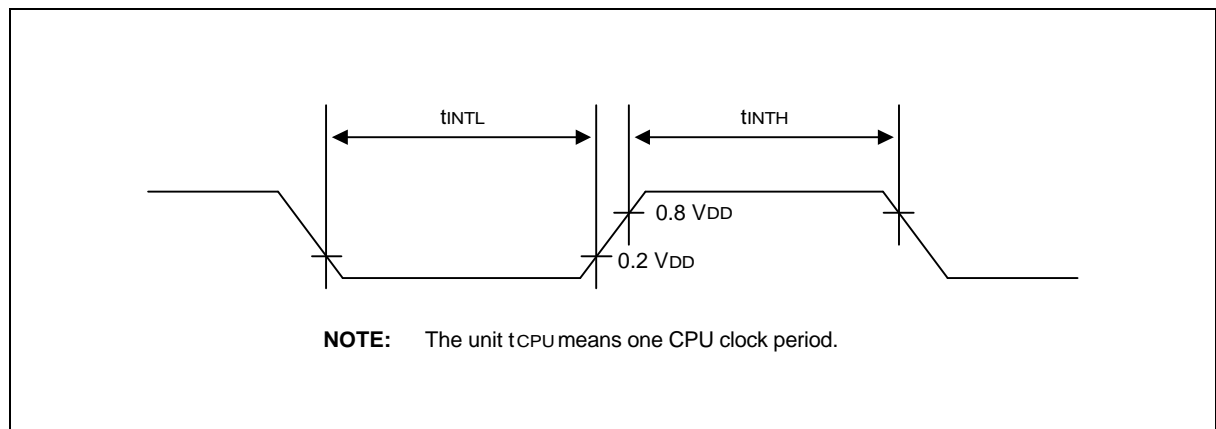 tINTL tINTH
0.8 VDD
0.2 VDD
NOTE: The unit tCPU means one CPU clock period.